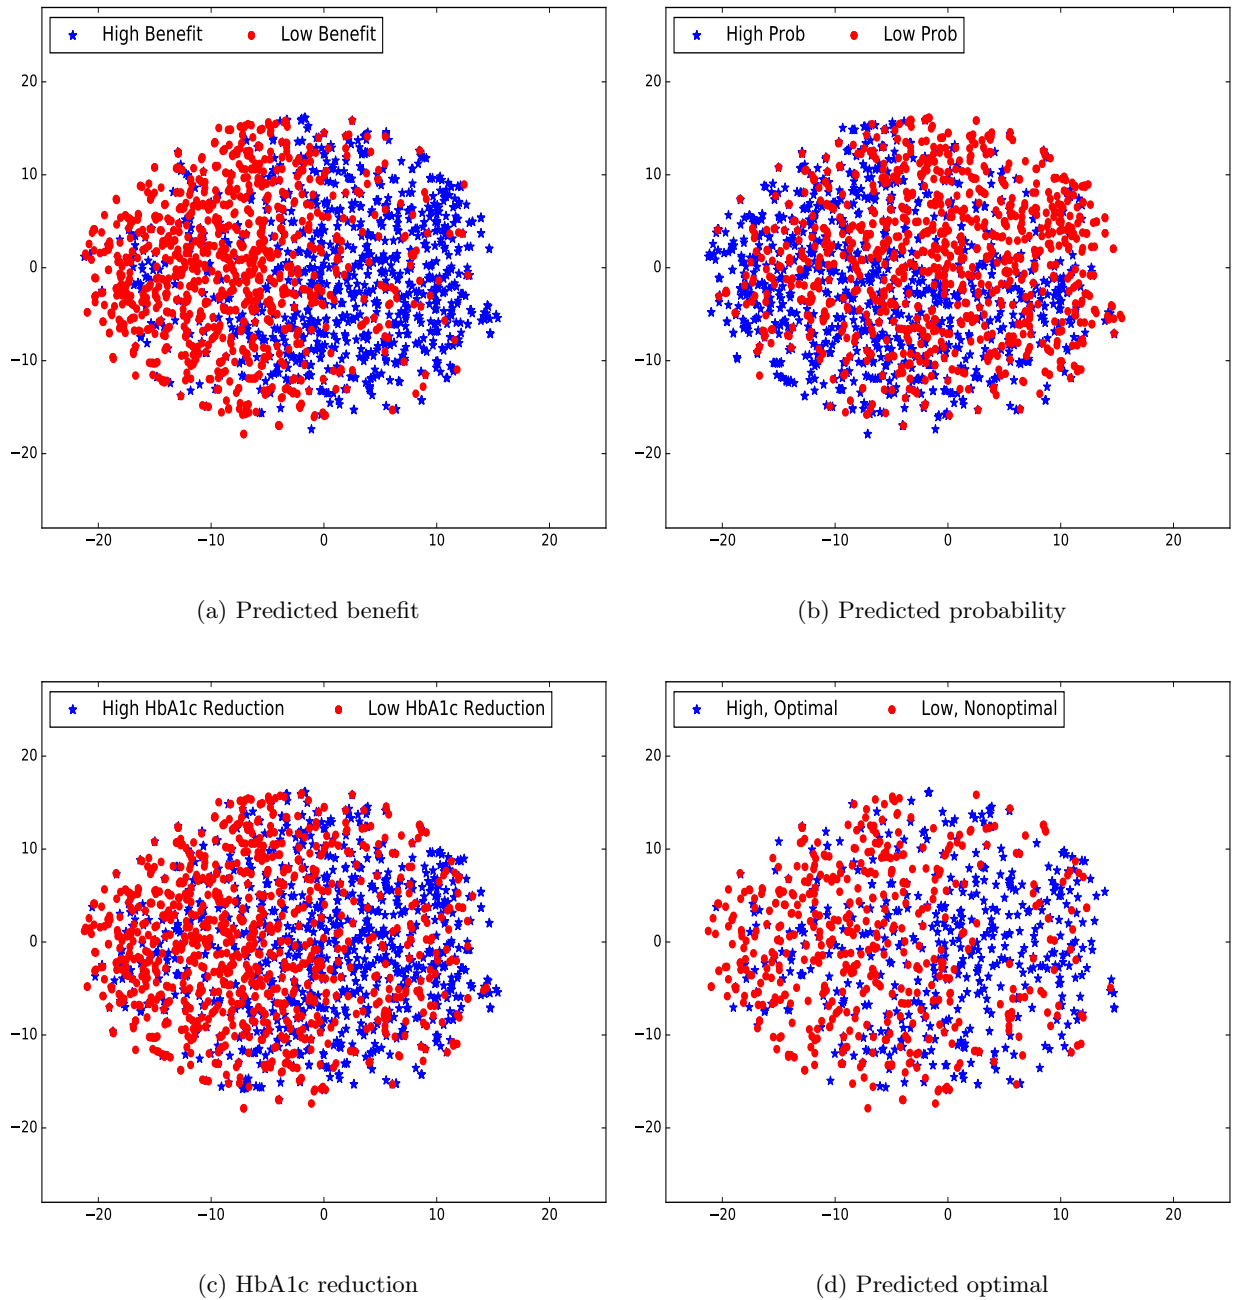 High Benefit Low Benefit
20
10
0
−10
−20
−20 −10 0 10 20
(a) Predicted benefit
High Prob Low Prob
20
10
0
−10
−20
−20 −10 0 10 20
(b) Predicted probability
High HbA1c Reduction Low HbA1c Reduction
20
10
0
−10
−20
−20 −10 0 10 20
(c) HbA1c reduction
High, Optimal Low, Nonoptimal
20
10
0
−10
−20
−20 −10 0 10 20
(d) Predicted optimal